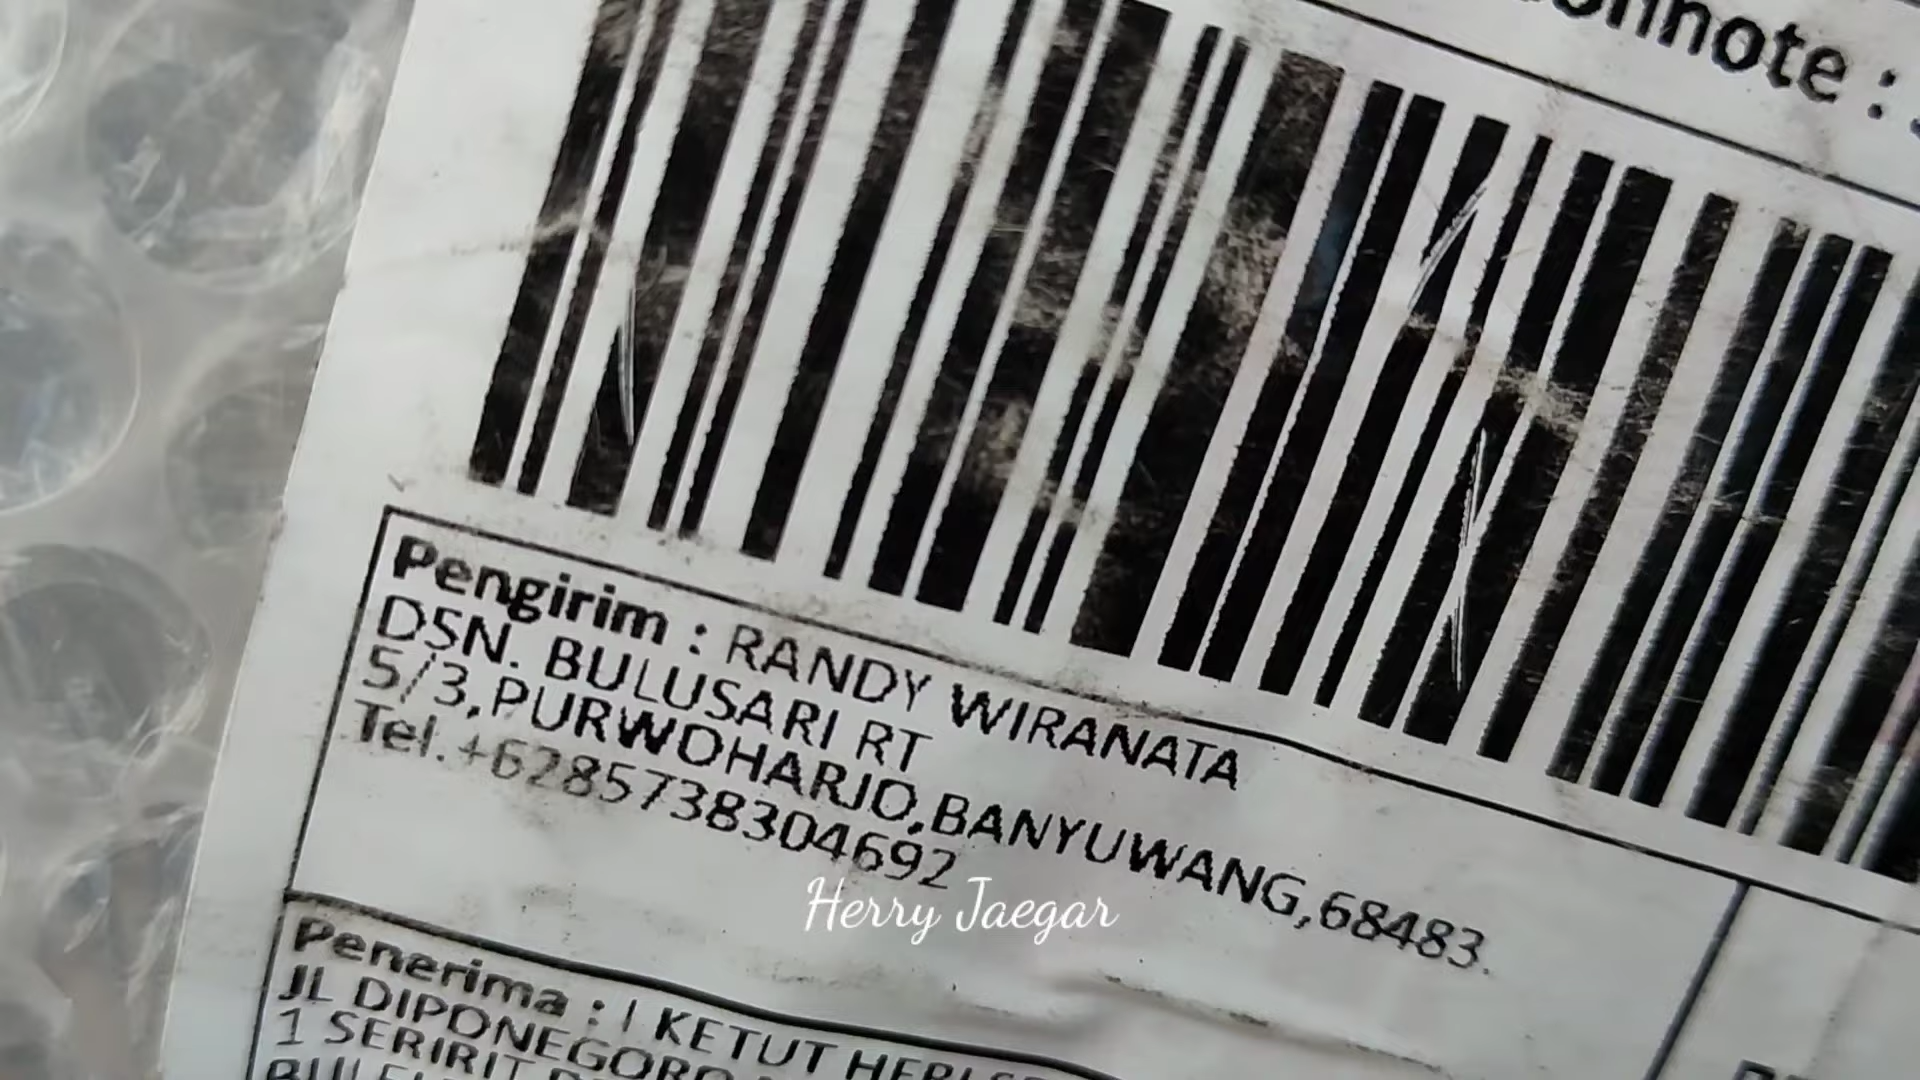 Connote :
Pengirim : RANDY WIRANATA
DSN. BULUSARI RT
5/3,PURWOHARJO,BANYUWANG,68483.
Tel.+6285738304692
Herry Jaegar
Penerima : I KETUT
JL DIPONEGORO
1 SERIRIT